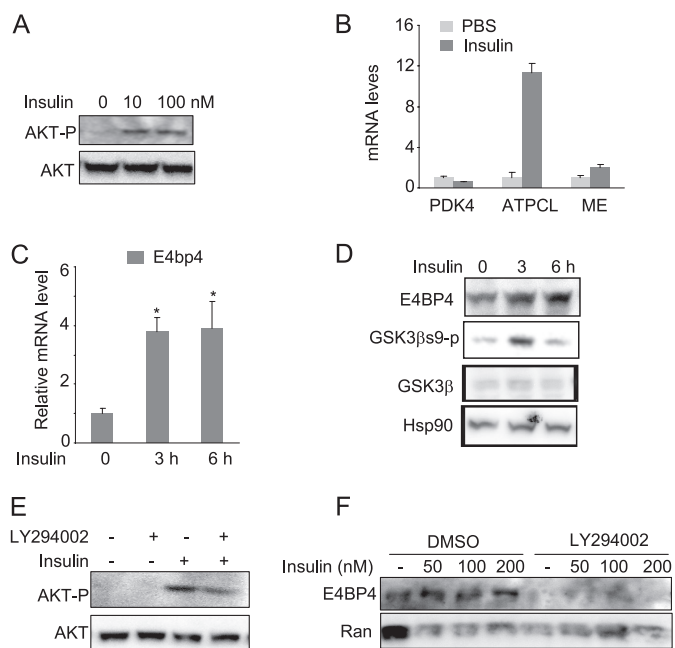 A
Insulin 0 10 100 nM
AKT-P
AKT
B
PBS
Insulin
mRNA leves
16
12
8
4
0
PDK4 ATPCL ME
C
E4bp4
Relative mRNA level
6
4
2
0
* *
Insulin 0 3 h 6 h
D
Insulin 0 3 6 h
E4BP4
GSK3βs9-p
GSK3β
Hsp90
E
LY294002 - + - +
Insulin - - + +
AKT-P
AKT
F
DMSO LY294002
Insulin (nM) - 50 100 200 - 50 100 200
E4BP4
Ran